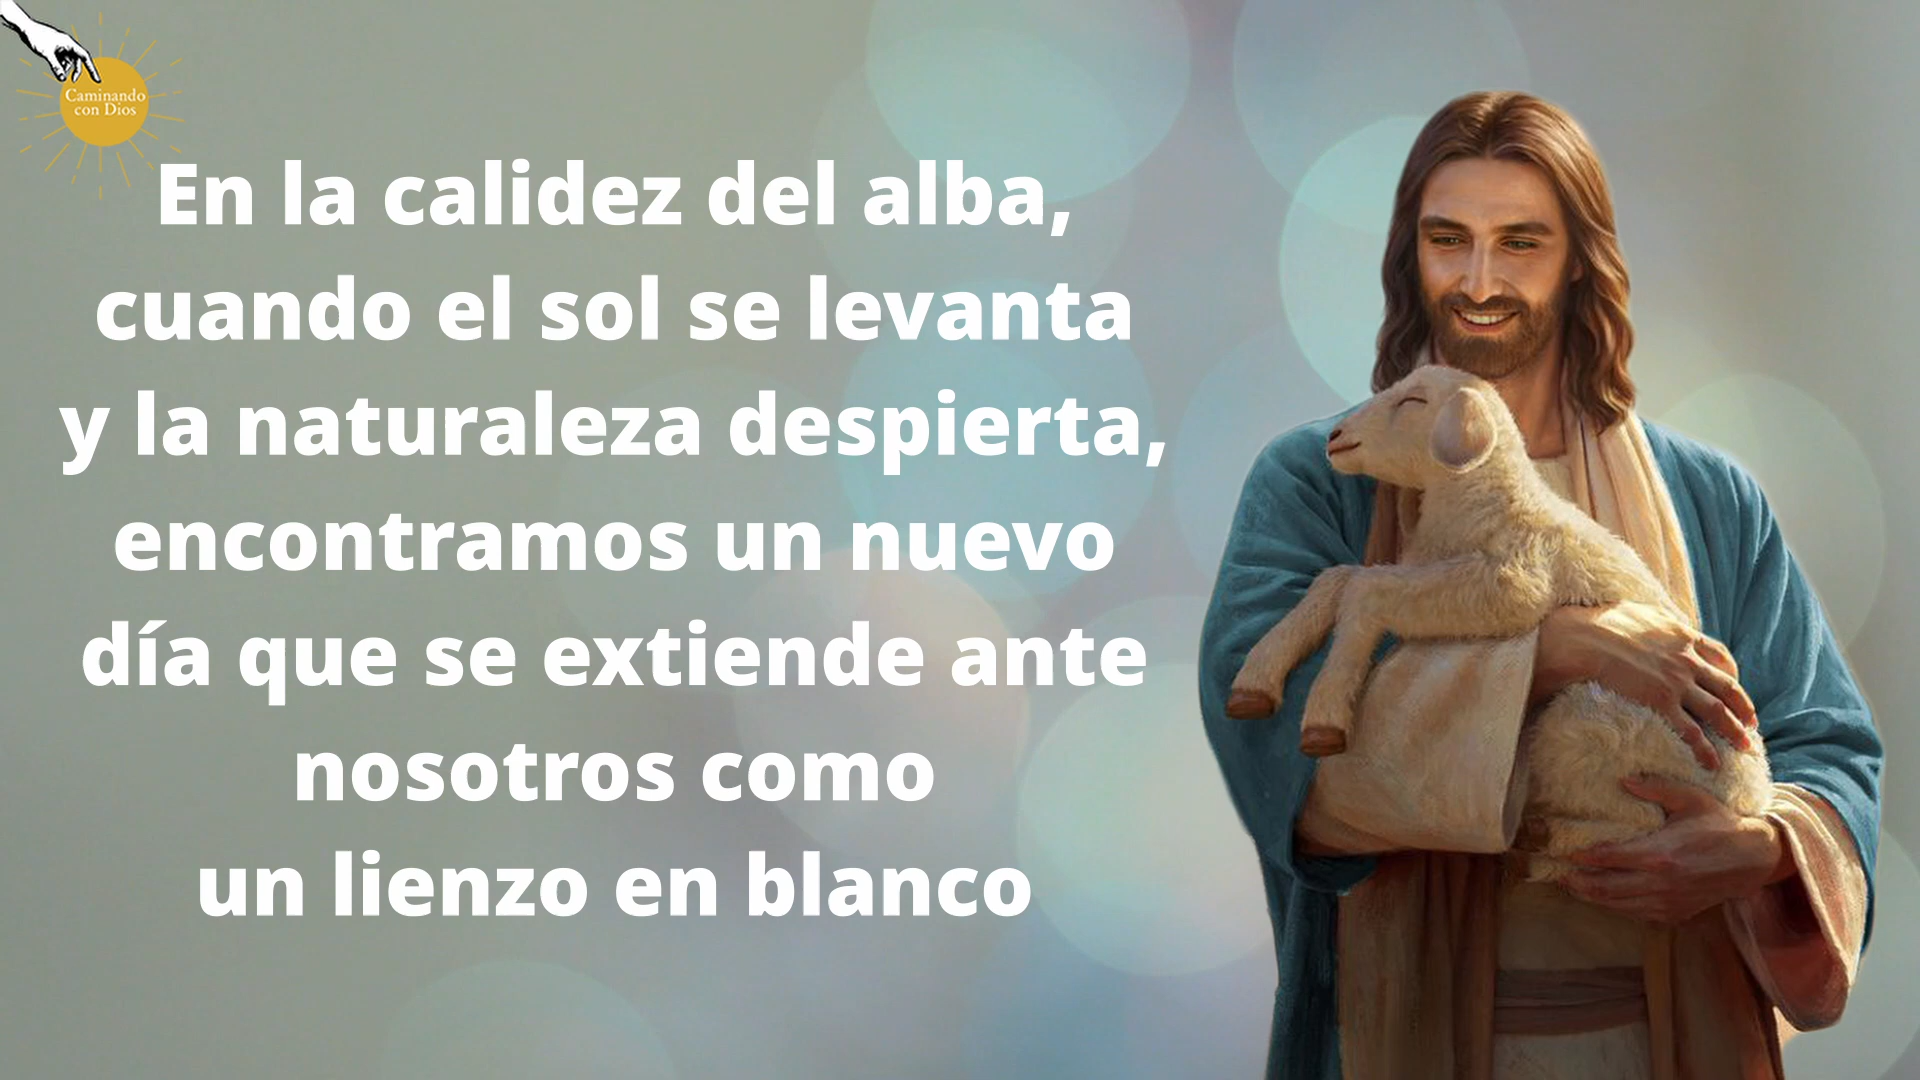 Caminando
con Dios
En la calidez del alba,
cuando el sol se levanta
y la naturaleza despierta,
encontramos un nuevo
día que se extiende ante
nosotros como
un lienzo en blanco